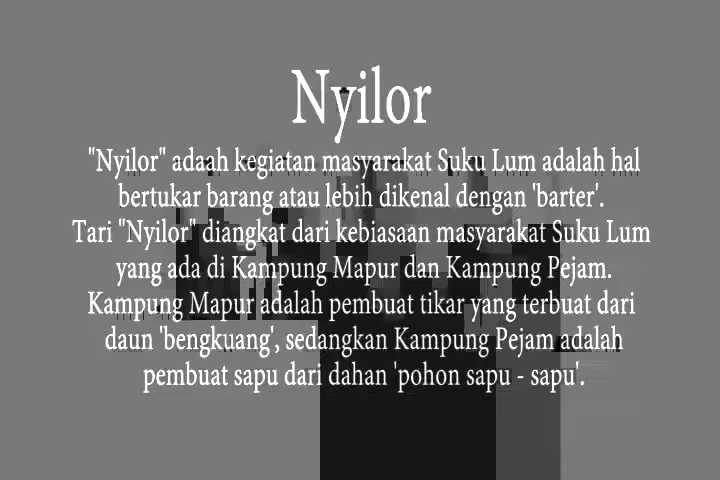 Nyilor
"Nyilor" adaah kegiatan masyarakat Suku Lum adalah hal
bertukar barang atau lebih dikenal dengan 'barter'.
Tari "Nyilor" diangkat dari kebiasaan masyarakat Suku Lum
yang ada di Kampung Mapur dan Kampung Pejam.
Kampung Mapur adalah pembuat tikar yang terbuat dari
daun 'bengkuang', sedangkan Kampung Pejam adalah
pembuat sapu dari dahan 'pohon sapu - sapu'.